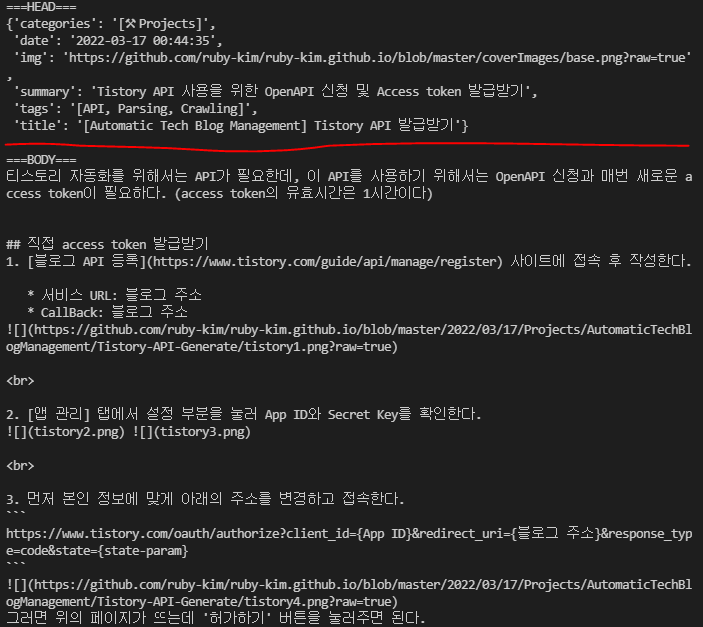 ===HEAD===
{'categories': '[⚒Projects]',
 'date': '2022-03-17 00:44:35',
 'img': 'https://github.com/ruby-kim/ruby-kim.github.io/blob/master/coverImages/base.png?raw=true'
,
 'summary': 'Tistory API 사용을 위한 OpenAPI 신청 및 Access token 발급받기',
 'tags': '[API, Parsing, Crawling]',
 'title': '[Automatic Tech Blog Management] Tistory API 발급받기'}
===BODY===
티스토리 자동화를 위해서는 API가 필요한데, 이 API를 사용하기 위해서는 OpenAPI 신청과 매번 새로운 a
ccess token이 필요하다. (access token의 유효시간은 1시간이다)
## 직접 access token 발급받기
1. [블로그 API 등록](https://www.tistory.com/guide/api/manage/register) 사이트에 접속 후 작성한다.
   * 서비스 URL: 블로그 주소
   * CallBack: 블로그 주소
![](https://github.com/ruby-kim/ruby-kim.github.io/blob/master/2022/03/17/Projects/AutomaticTechBl
ogManagement/Tistory-API-Generate/tistory1.png?raw=true)
<br>
2. [앱 관리] 탭에서 설정 부분을 눌러 App ID와 Secret Key를 확인한다.
![](tistory2.png) ![](tistory3.png)
<br>
3. 먼저 본인 정보에 맞게 아래의 주소를 변경하고 접속한다.
```
https://www.tistory.com/oauth/authorize?client_id={App ID}&redirect_uri={블로그 주소}&response_typ
e=code&state={state-param}
```
![](https://github.com/ruby-kim/ruby-kim.github.io/blob/master/2022/03/17/Projects/AutomaticTechBl
ogManagement/Tistory-API-Generate/tistory4.png?raw=true)
그러면 위의 페이지가 뜨는데 '허가하기' 버튼을 눌러주면 된다.